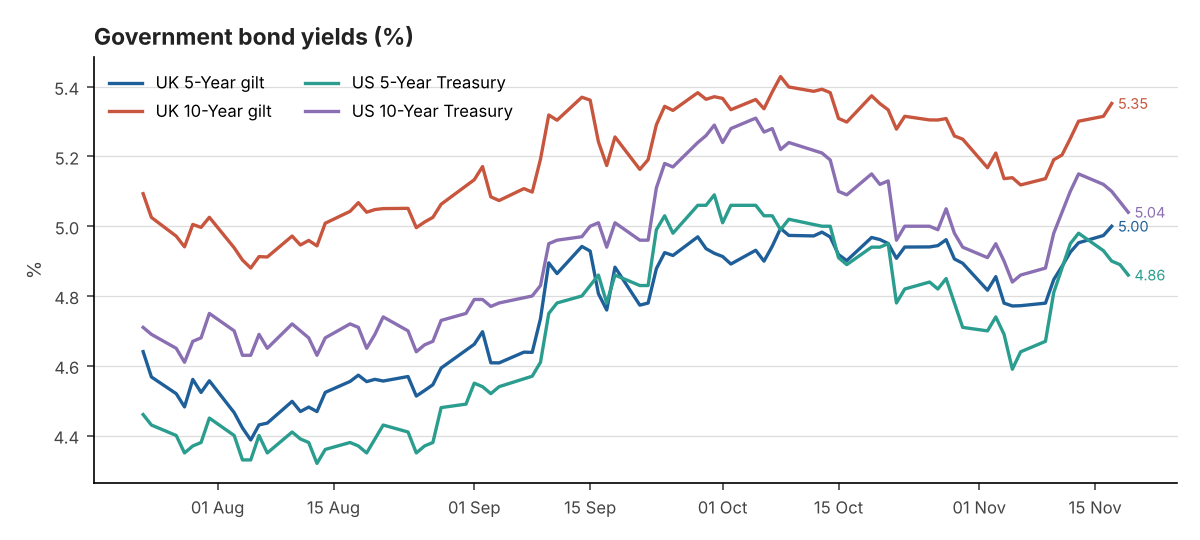 Government bond yields (%)
UK 5-Year gilt
US 5-Year Treasury
UK 10-Year gilt
US 10-Year Treasury
5.4
5.2
5.0
4.8
4.6
4.4
%
5.35
5.04
5.00
4.86
01 Aug
15 Aug
01 Sep
15 Sep
01 Oct
15 Oct
01 Nov
15 Nov